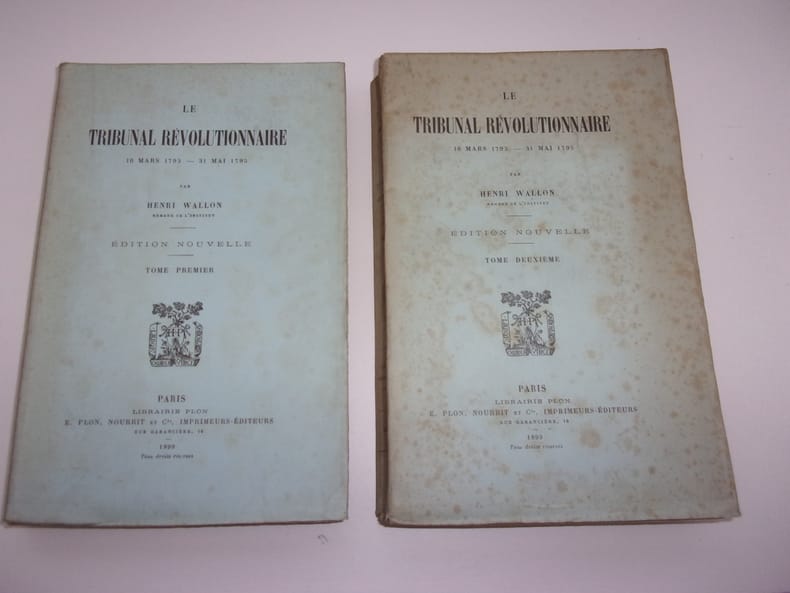 LE
TRIBUNAL RÉVOLUTIONNAIRE
10 MARS 1793 — 31 MAI 1795
PAR
HENRI WALLON
MEMBRE DE L'INSTITUT
ÉDITION NOUVELLE
TOME PREMIER
PARIS
LIBRAIRIE PLON
E. PLON, NOURRIT ET Cie, IMPRIMEURS-ÉDITEURS
RUE GARANCIÈRE, 10
Tous droits réservés
LE
TRIBUNAL RÉVOLUTIONNAIRE
10 MARS 1793 — 31 MAI 1795
PAR
HENRI WALLON
MEMBRE DE L'INSTITUT
ÉDITION NOUVELLE
TOME DEUXIÈME
PARIS
LIBRAIRIE PLON
E. PLON, NOURRIT ET Cie, IMPRIMEURS-ÉDITEURS
RUE GARANCIÈRE, 10
Tous droits réservés